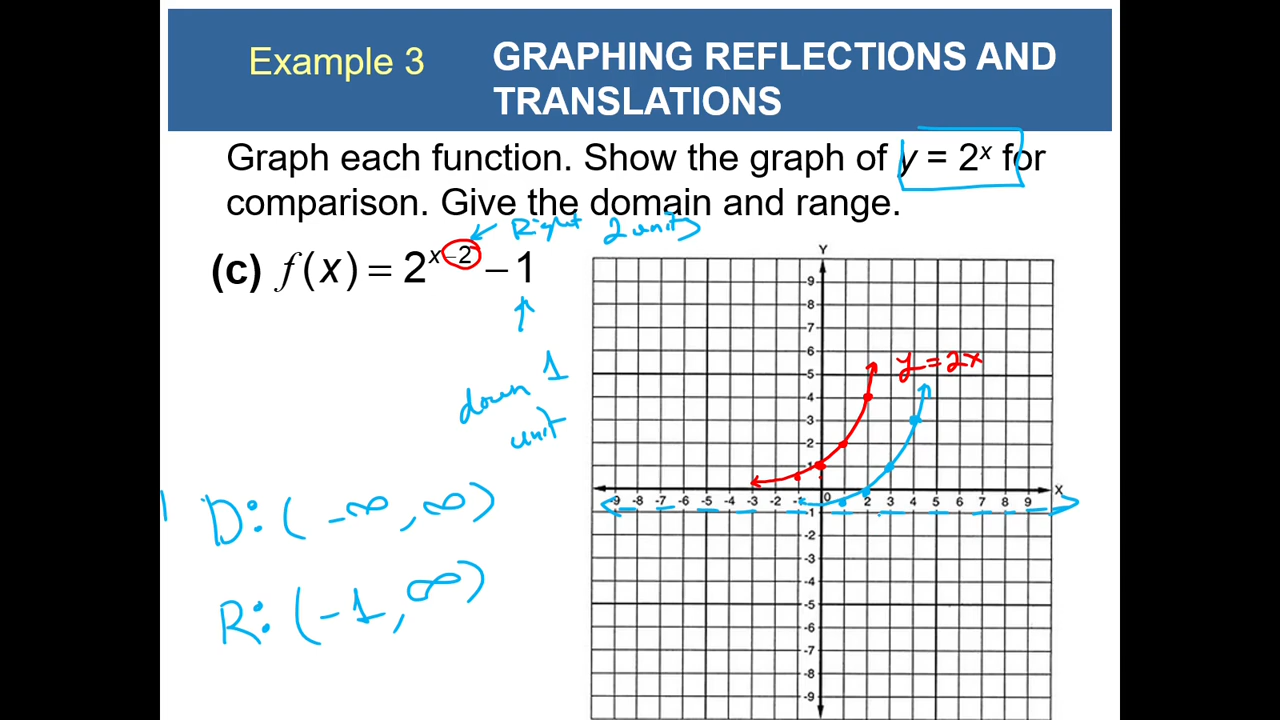 Example 3
GRAPHING REFLECTIONS AND
TRANSLATIONS
Graph each function. Show the graph of y = 2ˣ for
comparison. Give the domain and range.
Right 2 units
(c) f(x) = 2ˣ⁻² − 1
down 1
unit
D: (-∞, ∞)
R: (-1, ∞)
Y
9
8
7
6
5
4
3
2
1
y = 2x
-9 -8 -7 -6 -5 -4 -3 -2 -1 0 2 3 4 5 6 7 8 9 X
-1
-2
-3
-4
-5
-6
-7
-8
-9